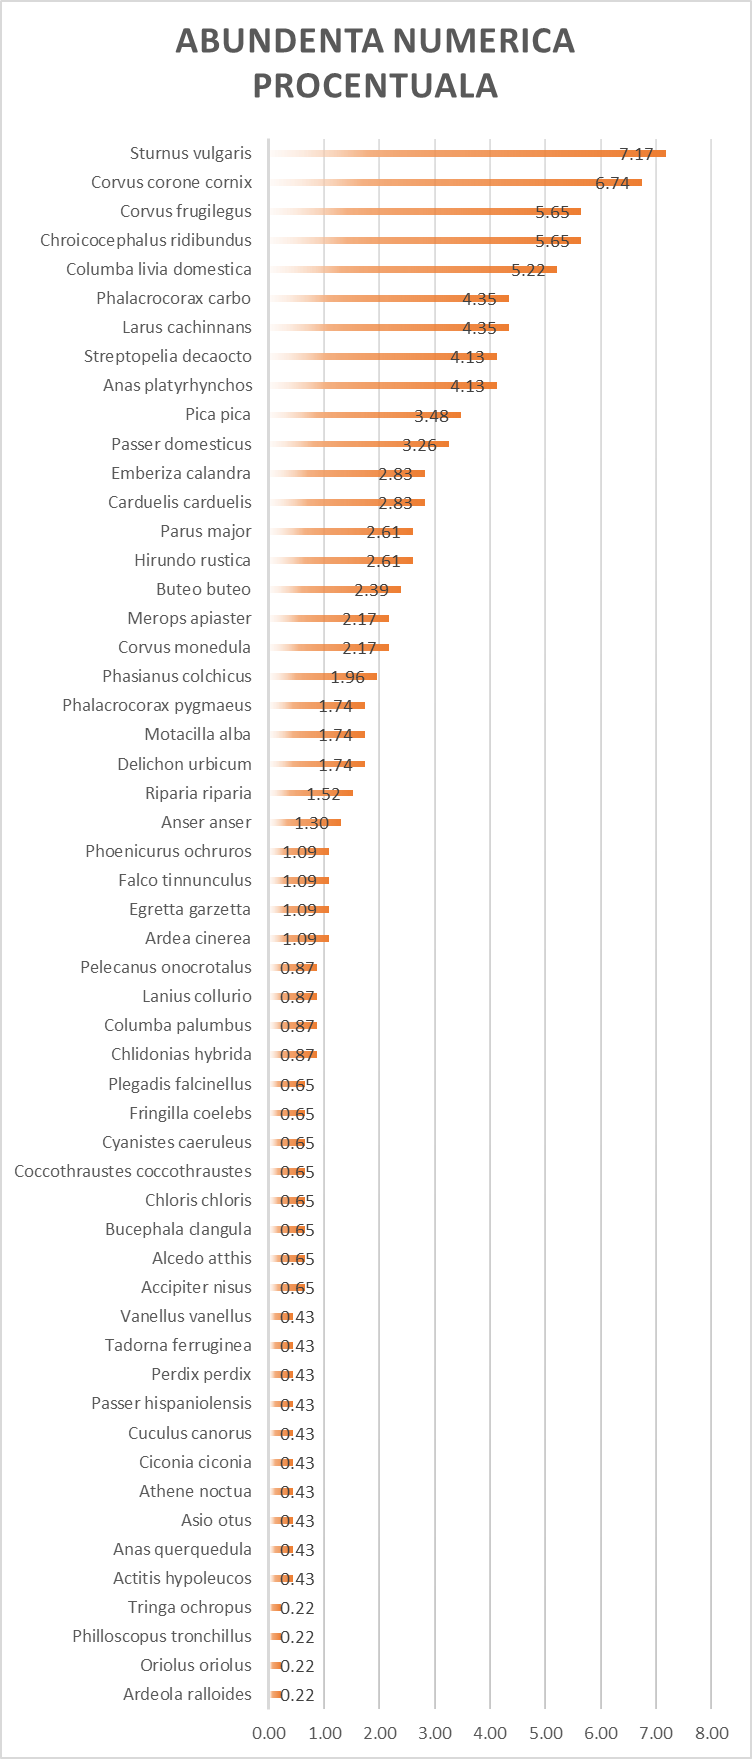 ABUNDENTA NUMERICA
PROCENTUALA
Sturnus vulgaris 7.17
Corvus corone cornix 6.74
Corvus frugilegus 5.65
Chroicocephalus ridibundus 5.65
Columba livia domestica 5.22
Phalacrocorax carbo 4.35
Larus cachinnans 4.35
Streptopelia decaocto 4.13
Anas platyrhynchos 4.13
Pica pica 3.48
Passer domesticus 3.26
Emberiza calandra 2.83
Carduelis carduelis 2.83
Parus major 2.61
Hirundo rustica 2.61
Buteo buteo 2.39
Merops apiaster 2.17
Corvus monedula 2.17
Phasianus colchicus 1.96
Phalacrocorax pygmaeus 1.74
Motacilla alba 1.74
Delichon urbicum 1.74
Riparia riparia 1.52
Anser anser 1.30
Phoenicurus ochruros 1.09
Falco tinnunculus 1.09
Egretta garzetta 1.09
Ardea cinerea 1.09
Pelecanus onocrotalus 0.87
Lanius collurio 0.87
Columba palumbus 0.87
Chlidonias hybrida 0.87
Plegadis falcinellus 0.65
Fringilla coelebs 0.65
Cyanistes caeruleus 0.65
Coccothraustes coccothraustes 0.65
Chloris chloris 0.65
Bucephala clangula 0.65
Alcedo atthis 0.65
Accipiter nisus 0.65
Vanellus vanellus 0.43
Tadorna ferruginea 0.43
Perdix perdix 0.43
Passer hispaniolensis 0.43
Cuculus canorus 0.43
Ciconia ciconia 0.43
Athene noctua 0.43
Asio otus 0.43
Anas querquedula 0.43
Actitis hypoleucos 0.43
Tringa ochropus 0.22
Philloscopus tronchillus 0.22
Oriolus oriolus 0.22
Ardeola ralloides 0.22
0.00 1.00 2.00 3.00 4.00 5.00 6.00 7.00 8.00